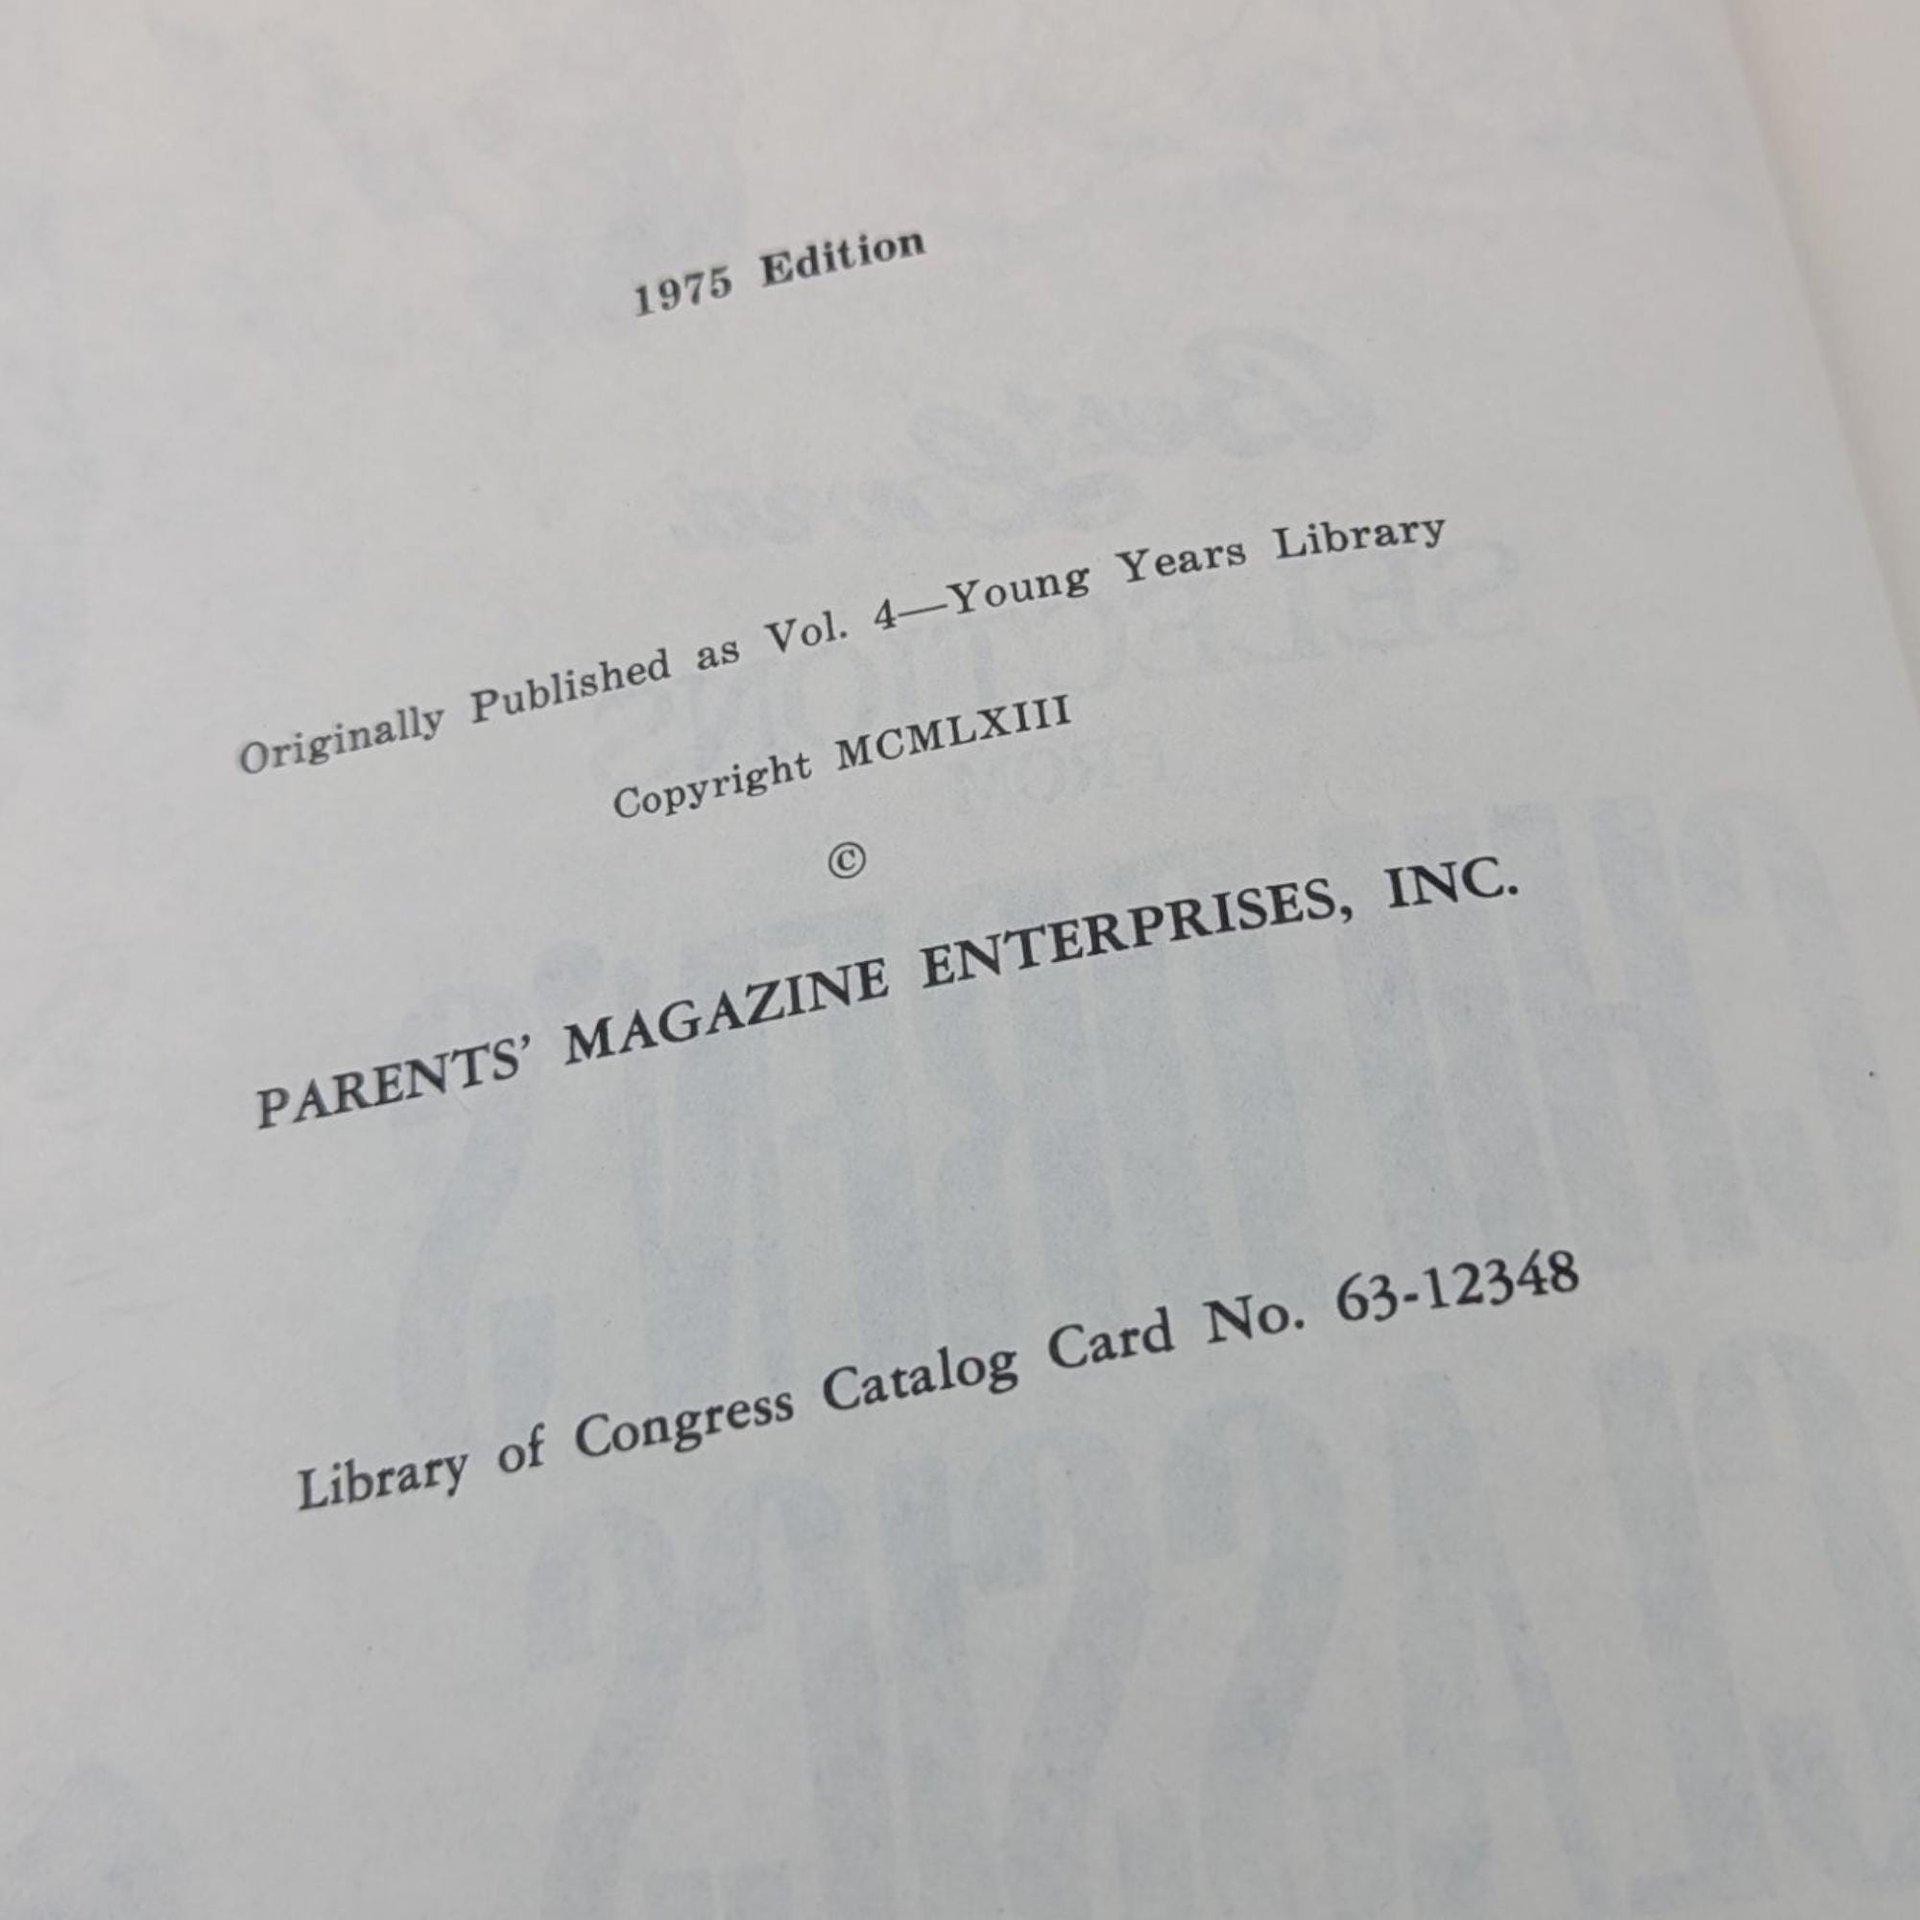 1975 Edition
Originally Published as Vol. 4—Young Years Library
Copyright MCMLXIII
©
PARENTS’ MAGAZINE ENTERPRISES, INC.
Library of Congress Catalog Card No. 63-12348